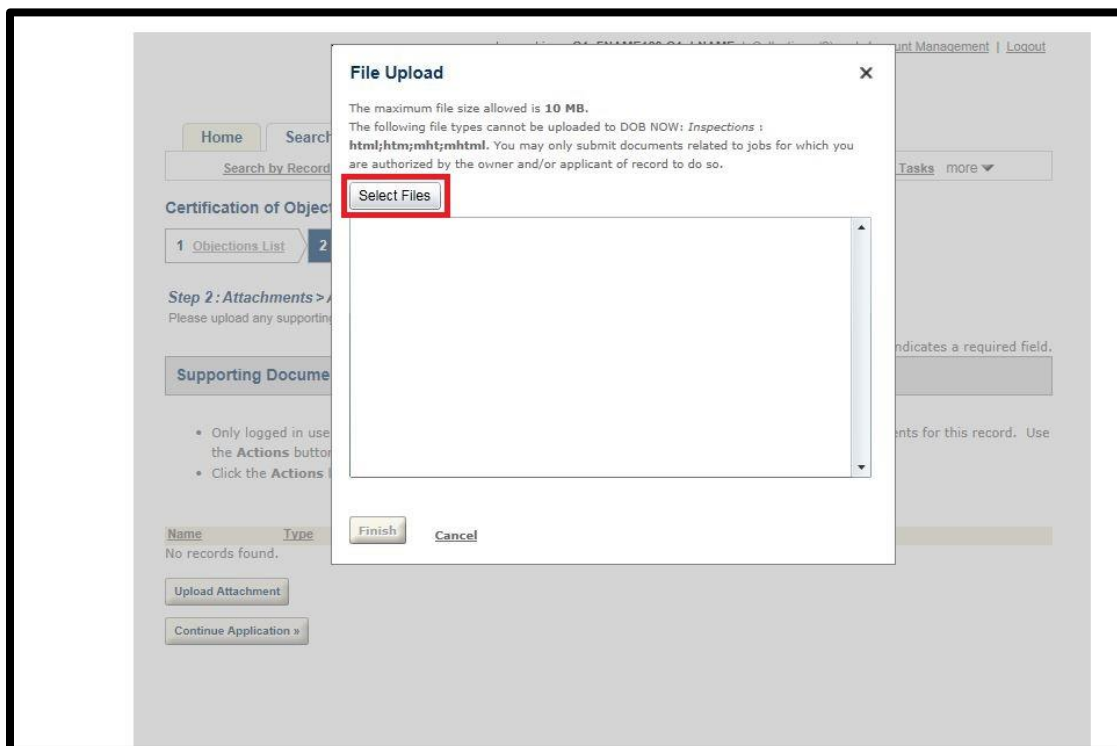 unt Management | Logout
File Upload
The maximum file size allowed is 10 MB.
The following file types cannot be uploaded to DOB NOW: Inspections :
html;htm;mht;mhtml. You may only submit documents related to jobs for which you
are authorized by the owner and/or applicant of record to do so.
Select Files
Home Search
Search by Record Tasks more
Certification of Object
1 Objections List 2
Step 2 : Attachments >
Please upload any supporting
ndicates a required field.
Supporting Docume
• Only logged in use ents for this record. Use
the Actions button
• Click the Actions
Name Type
No records found.
Finish Cancel
Upload Attachment
Continue Application »